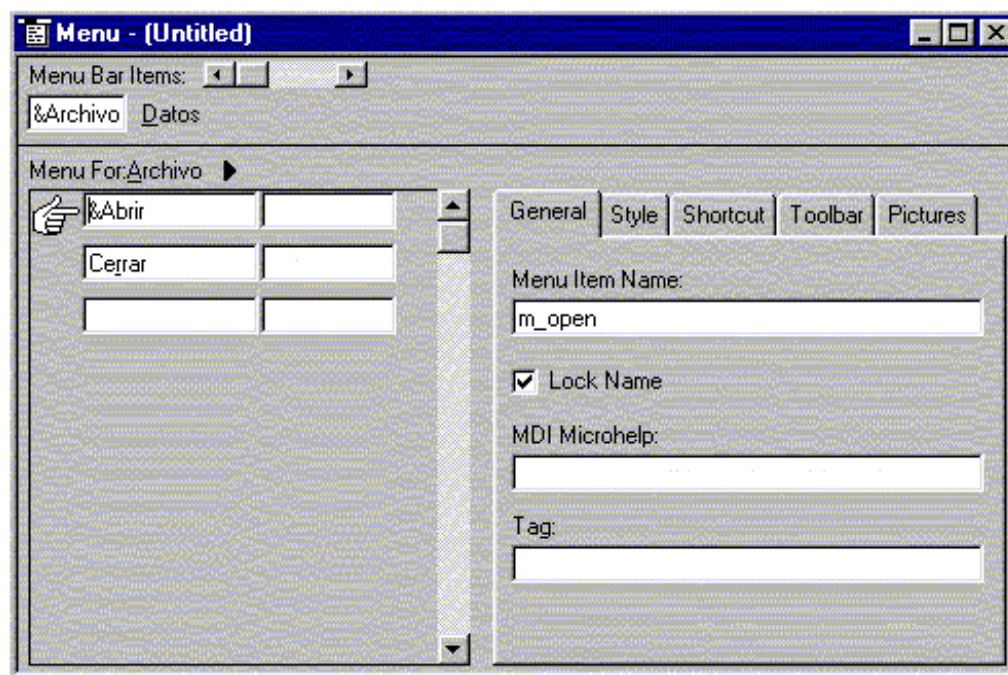 Menu - (Untitled)
Menu Bar Items:
&Archivo Datos
Menu For:Archivo
&Abrir
Cerrar
General Style Shortcut Toolbar Pictures
Menu Item Name:
m_open
Lock Name
MDI Microhelp:
Tag: